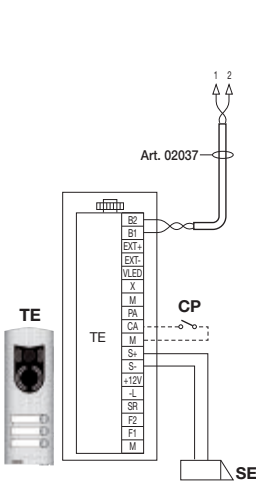 1 2
Art. 02037
B2
B1
EXT+
EXT-
VLED
X
M
PA
CA
M
S+
S-
+12V
-L
SR
F2
F1
M
TE
TE
CP
SE